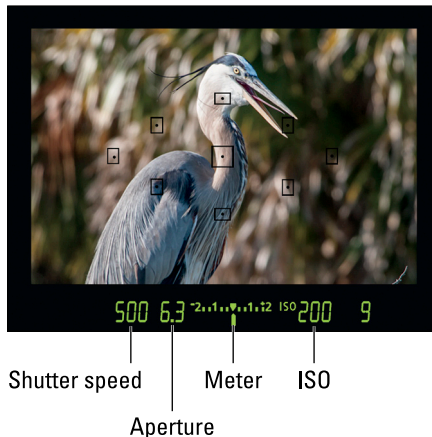 500 6.3 -2..1..▼..1..+2 ISO 200 9
Shutter speed Meter ISO
Aperture